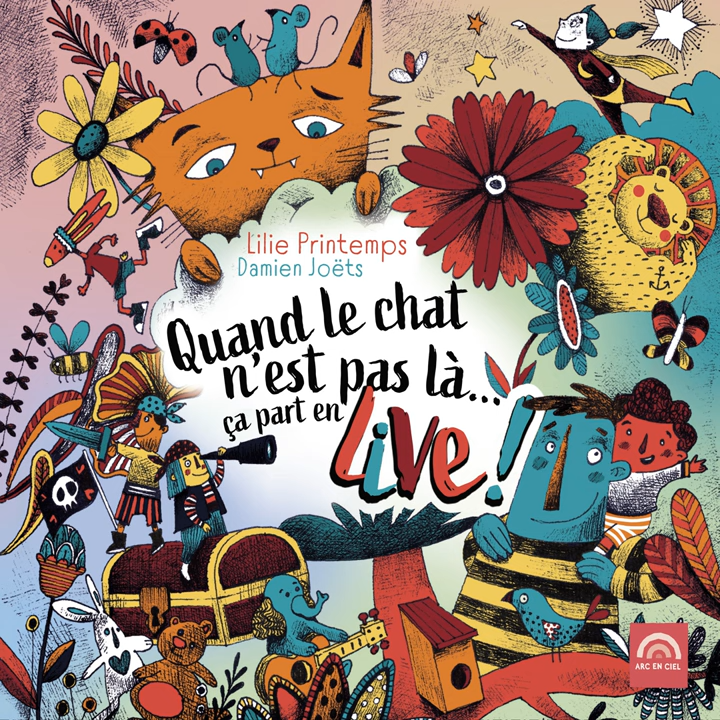 Lilie Printemps
Damien Joëts
Quand le chat
n'est pas là...
ça part en
Live!
ARC EN CIEL